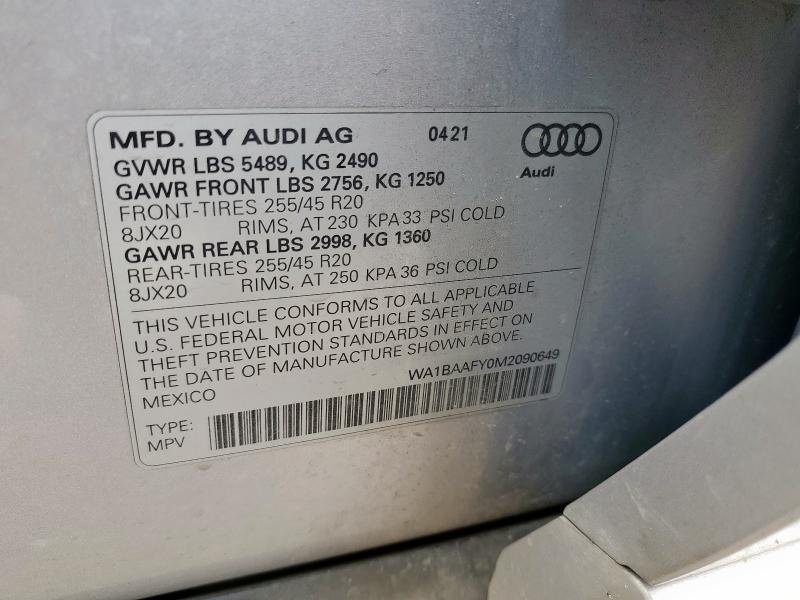 MFD. BY AUDI AG 0421
Audi
GVWR LBS 5489, KG 2490
GAWR FRONT LBS 2756, KG 1250
FRONT-TIRES 255/45 R20
8JX20 RIMS, AT 230 KPA 33 PSI COLD
GAWR REAR LBS 2998, KG 1360
REAR-TIRES 255/45 R20
8JX20 RIMS, AT 250 KPA 36 PSI COLD
THIS VEHICLE CONFORMS TO ALL APPLICABLE
U.S. FEDERAL MOTOR VEHICLE SAFETY AND
THEFT PREVENTION STANDARDS IN EFFECT ON
THE DATE OF MANUFACTURE SHOWN ABOVE.
MEXICO WA1BAAFY0M2090649
TYPE:
MPV